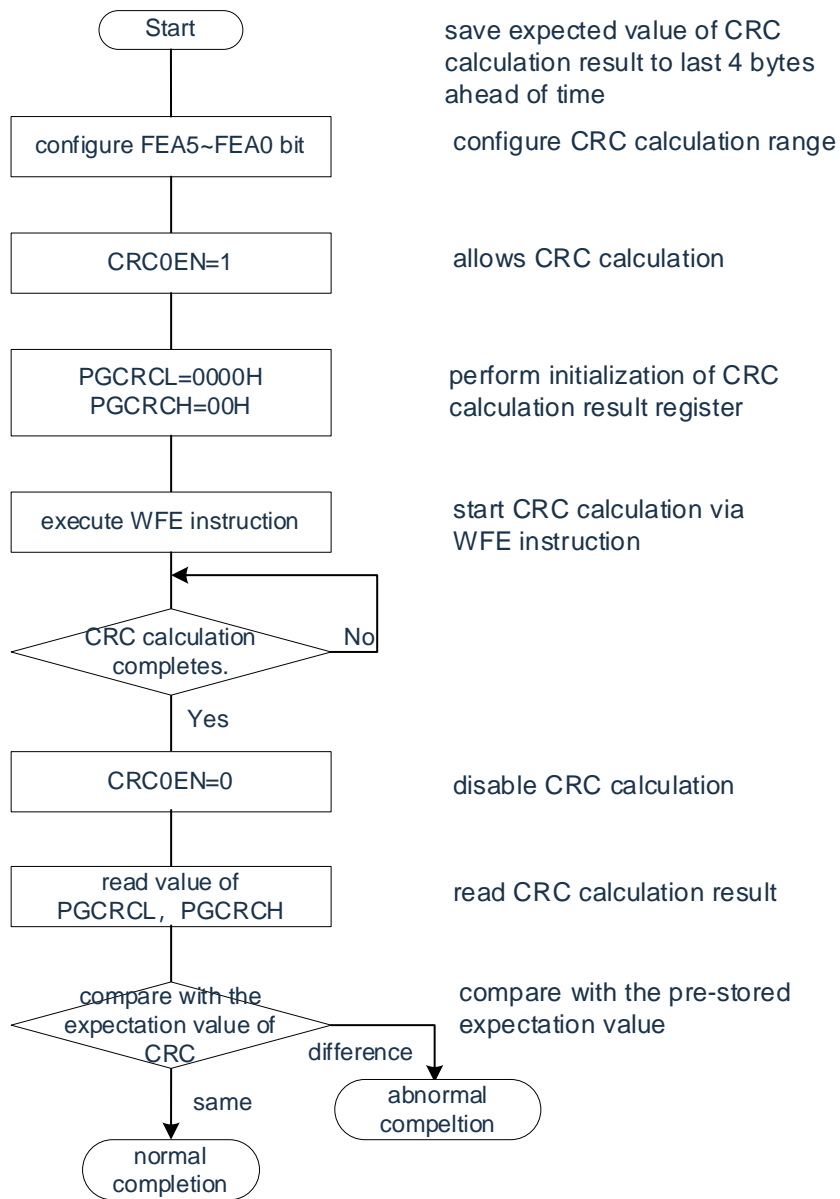 Start
save expected value of CRC
calculation result to last 4 bytes
ahead of time
configure FEA5~FEA0 bit
configure CRC calculation range
CRC0EN=1
allows CRC calculation
PGCRCL=0000H
PGCRCH=00H
perform initialization of CRC
calculation result register
execute WFE instruction
start CRC calculation via
WFE instruction
CRC calculation
completes.
No
Yes
CRC0EN=0
disable CRC calculation
read value of
PGCRCL，PGCRCH
read CRC calculation result
compare with the
expectation value of
CRC
compare with the pre-stored
expectation value
difference
same
abnormal
compeltion
normal
completion